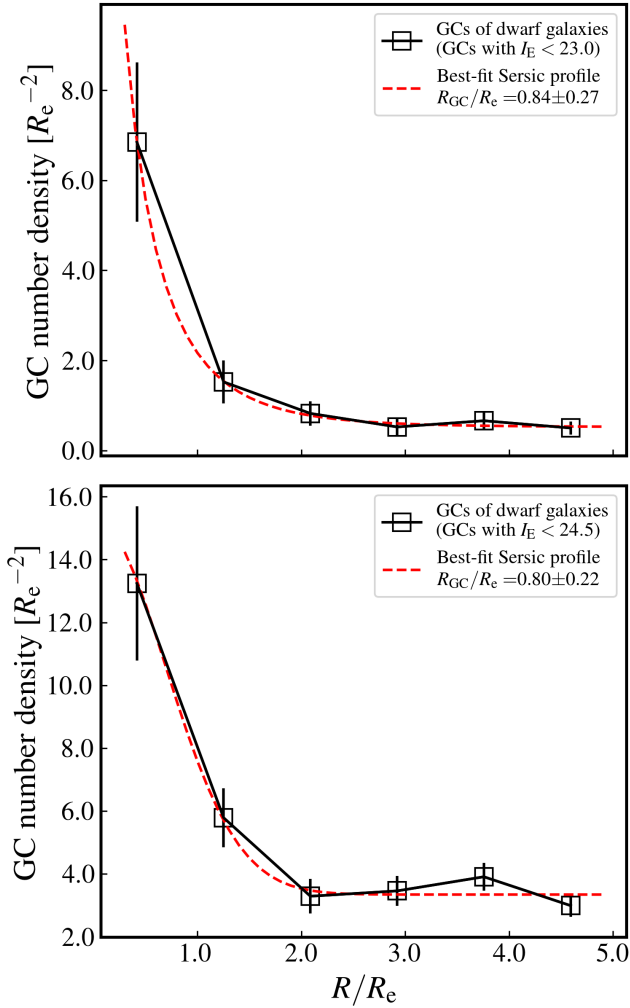 GCs of dwarf galaxies
(GCs with I_E < 23.0)
Best-fit Sersic profile
R_GC/R_e =0.84±0.27
GC number density [R_e^−2]
8.0
6.0
4.0
2.0
0.0
GCs of dwarf galaxies
(GCs with I_E < 24.5)
Best-fit Sersic profile
R_GC/R_e =0.80±0.22
GC number density [R_e^−2]
16.0
14.0
12.0
10.0
8.0
6.0
4.0
2.0
1.0 2.0 3.0 4.0 5.0
R/R_e